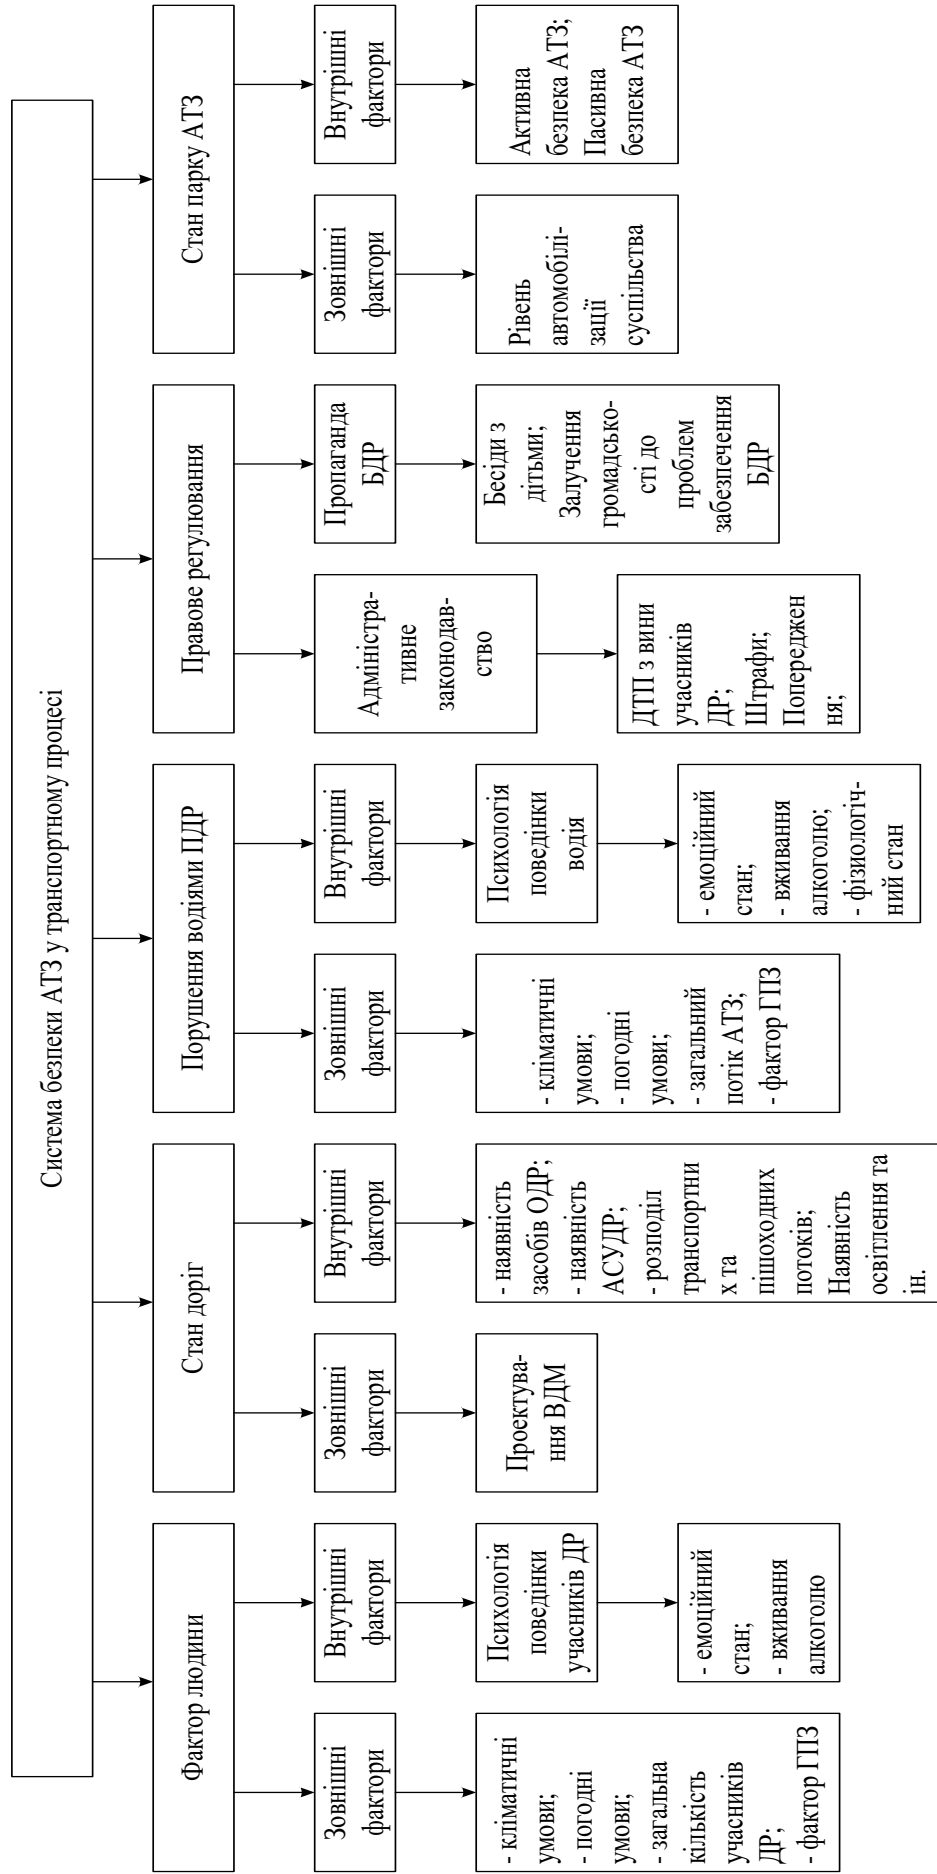 Система безпеки АТЗ у транспортному процесі
Фактор людини
Стан доріг
Порушення водіями ПДР
Правове регулювання
Стан парку АТЗ
Зовнішні
фактори
Внутрішні
фактори
Зовнішні
фактори
Внутрішні
фактори
Зовнішні
фактори
Внутрішні
фактори
Адміністра-
тивне
законодав-
ство
Пропаганда
БДР
Зовнішні
фактори
Внутрішні
фактори
- кліматичні
умови;
- погодні
умови;
- загальна
кількість
учасників
ДР;
- фактор ГПЗ
Психологія
поведінки
учасників ДР
- емоційний
стан;
- вживання
алкоголю
Проектува-
ння ВДМ
- наявність
засобів ОДР;
- наявність
АСУДР;
- розподіл
транспортни
х та
пішоходних
потоків;
Наявність
освітлення та
ін.
- кліматичні
умови;
- погодні
умови;
- загальний
потік АТЗ;
- фактор ГПЗ
Психологія
поведінки
водія
- емоційний
стан;
- вживання
алкоголю;
- фізиологіч-
ний стан
ДТП з вини
учасників
ДР;
Штрафи;
Попереджен
ня;
Бесіди з
дітьми;
Залучення
громадсько-
сті до
проблем
забезпечення
БДР
Рівень
автомобілі-
зації
суспільства
Активна
безпека АТЗ;
Пасивна
безпека АТЗ